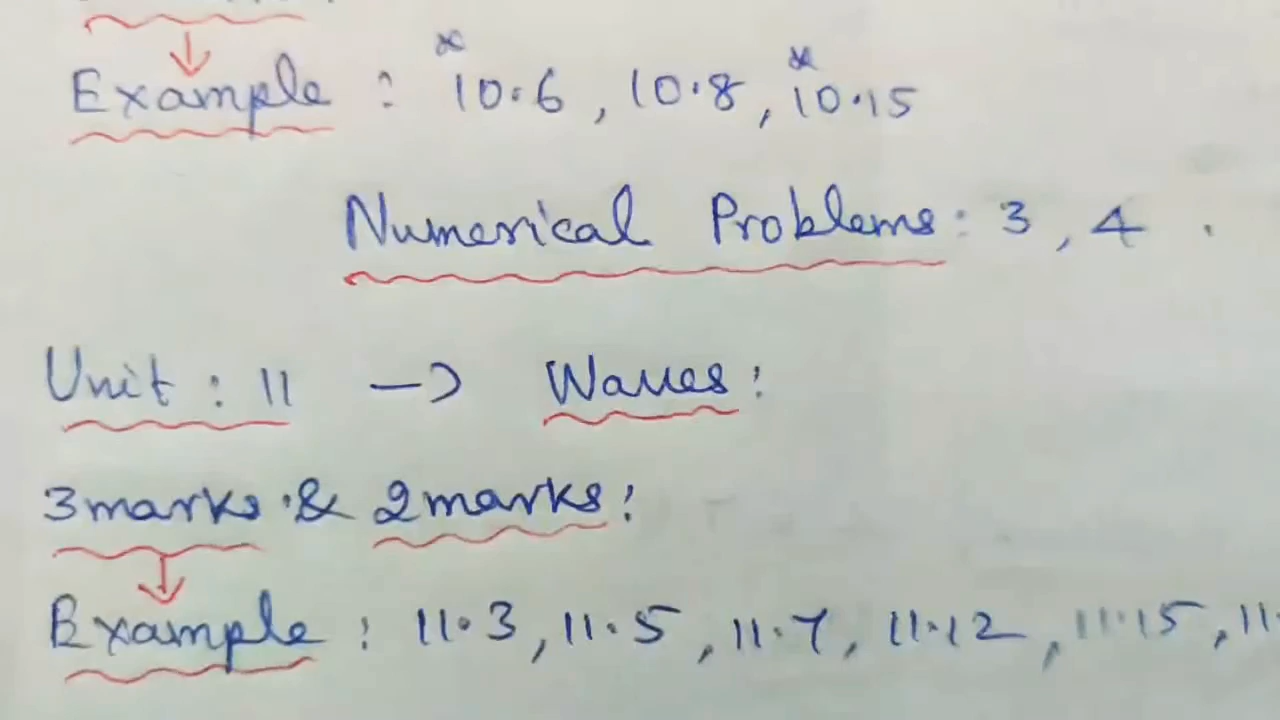 Example : *10.6, 10.8, *10.15
Numerical Problems: 3, 4 .
Unit : 11 → Waves:
3marks & 2marks:
Example : 11.3, 11.5, 11.7, 11.12, 11.15, 11.